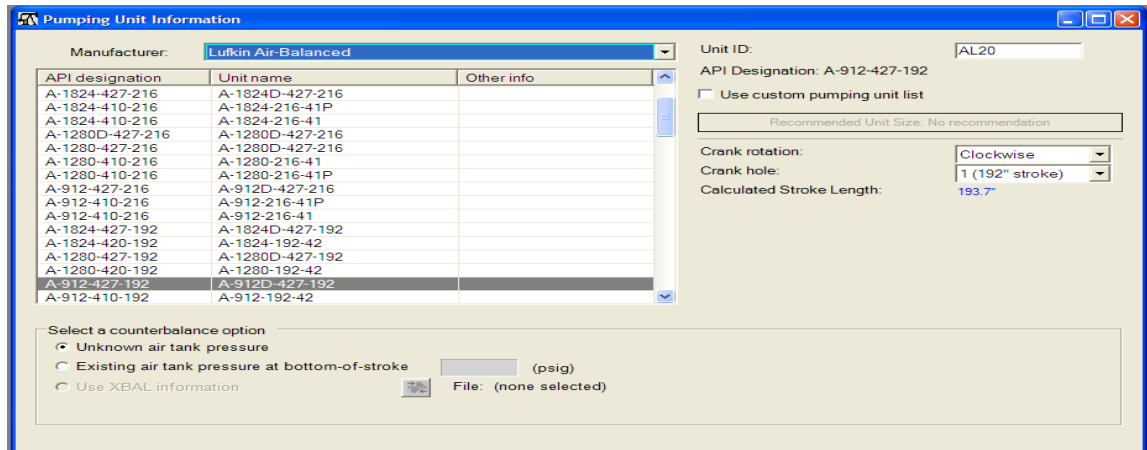 Pumping Unit Information
Manufacturer: Lufkin Air-Balanced
API designation Unit name Other info
A-1824-427-216 A-1824D-427-216
A-1824-410-216 A-1824-216-41P
A-1824-410-216 A-1824-216-41
A-1280D-427-216 A-1280D-427-216
A-1280-427-216 A-1280D-427-216
A-1280-410-216 A-1280-216-41
A-1280-410-216 A-1280-216-41P
A-912-427-216 A-912D-427-216
A-912-410-216 A-912-216-41P
A-912-410-216 A-912-216-41
A-1824-427-192 A-1824D-427-192
A-1824-420-192 A-1824-192-42
A-1280-427-192 A-1280D-427-192
A-1280-420-192 A-1280-192-42
A-912-427-192 A-912D-427-192
A-912-410-192 A-912-192-42
Unit ID: AL20
API Designation: A-912-427-192
Use custom pumping unit list
Recommended Unit Size: No recommendation
Crank rotation: Clockwise
Crank hole: 1 (192" stroke)
Calculated Stroke Length: 193.7"
Select a counterbalance option
Unknown air tank pressure
Existing air tank pressure at bottom-of-stroke (psig)
Use XBAL information File: (none selected)